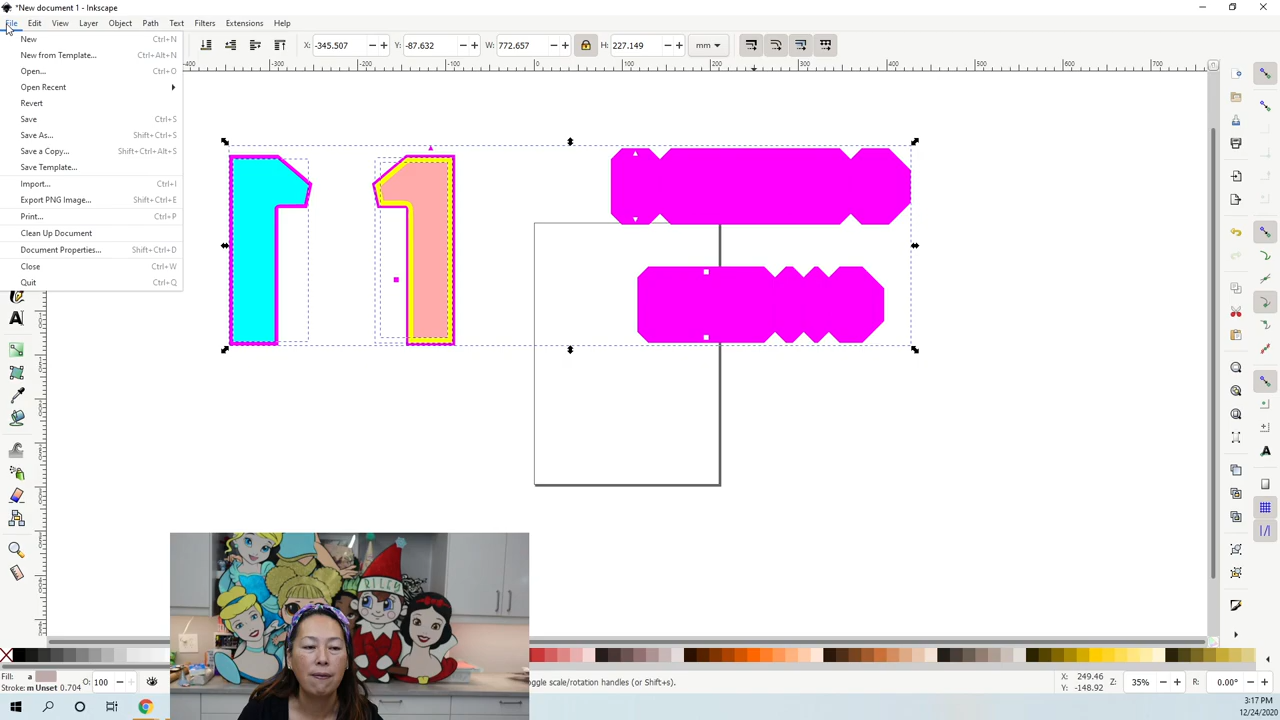 *New document 1 - Inkscape
File Edit View Layer Object Path Text Filters Extensions Help
X: -345.507 Y: -87.632 W: 772.657 H: 227.149 mm
New Ctrl+N
New from Template... Ctrl+Alt+N
Open... Ctrl+O
Open Recent
Revert
Save Ctrl+S
Save As... Shift+Ctrl+S
Save a Copy... Shift+Ctrl+Alt+S
Save Template...
Import... Ctrl+I
Export PNG Image... Shift+Ctrl+E
Print... Ctrl+P
Clean Up Document
Document Properties... Shift+Ctrl+D
Close Ctrl+W
Quit Ctrl+Q
-400 -300 -200 -100 0 100 200 300 400 500 600 700
RILEY
Fill: a
Stroke: m Unset 0.704
O: 100
oggle scale/rotation handles (or Shift+s).
X: 249.46
Y: -148.92
Z: 35% R: 0.00°
3:17 PM
12/24/2020